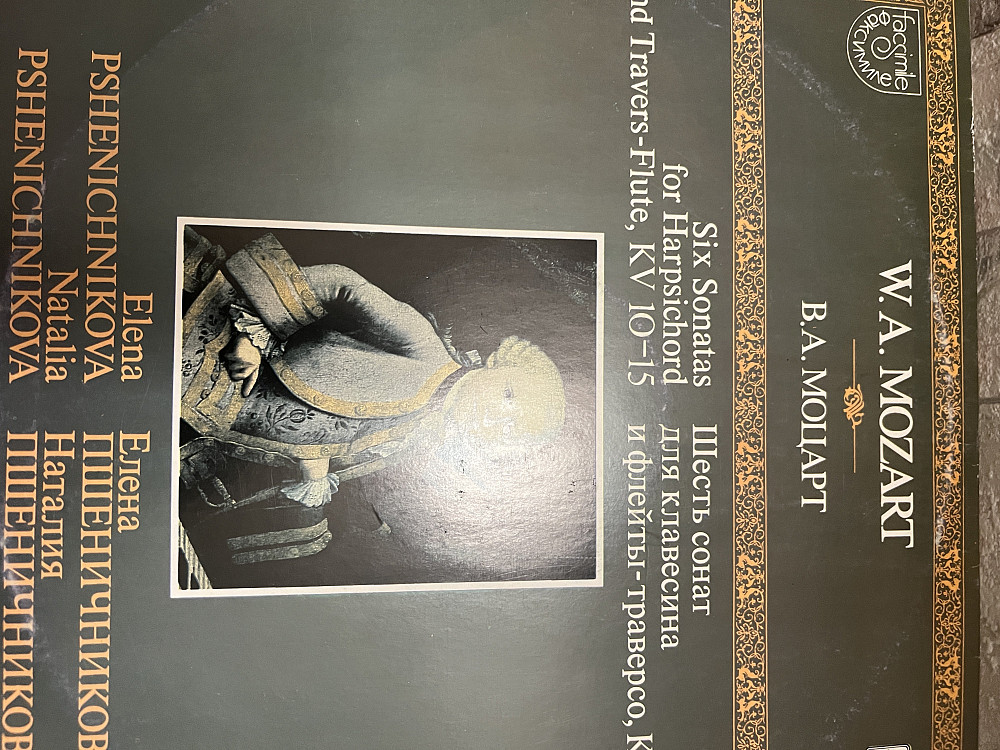 facsimile
факсимиле
W. A. MOZART
В. А. МОЦАРТ
Six Sonatas
for Harpsichord
nd Travers-Flute, KV 10–15
Шесть сонат
для клавесина
и флейты-траверсо, K
Elena
PSHENICHNIKOVA
Natalia
PSHENICHNIKOVA
Елена
ПШЕНИЧНИКОВ
Наталия
ПШЕНИЧНИКОВ